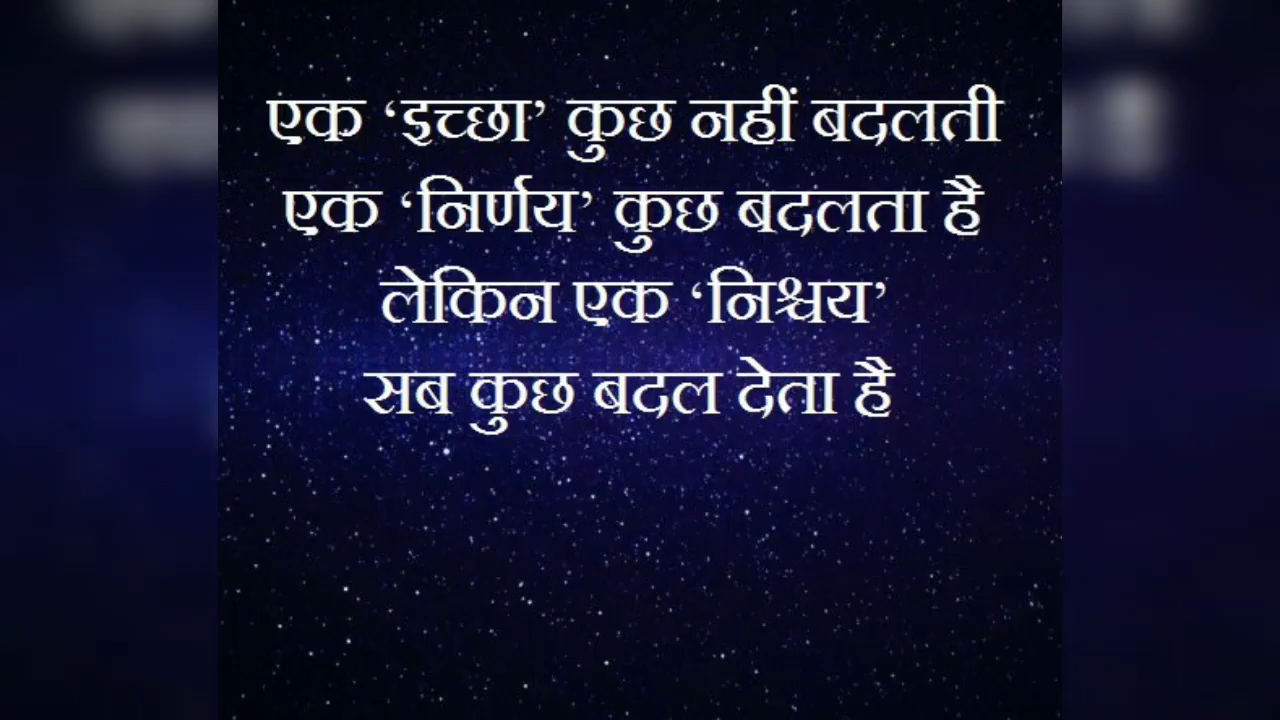 एक ‘इच्छा’ कुछ नहीं बदलती
एक ‘निर्णय’ कुछ बदलता है
लेकिन एक ‘निश्चय’
सब कुछ बदल देता है